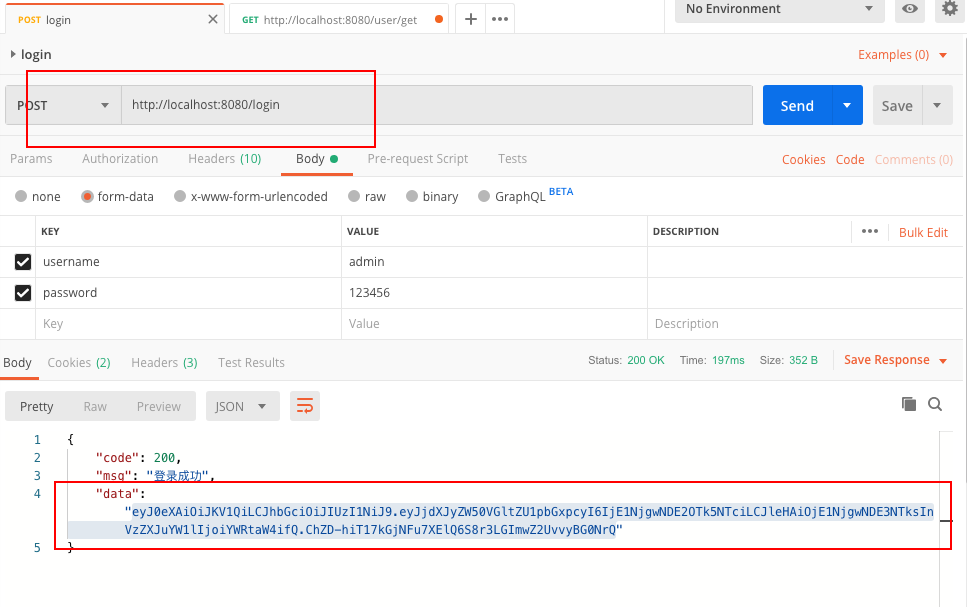 POST login
GET http://localhost:8080/user/get
No Environment
login
Examples (0)
POST http://localhost:8080/login Send Save
Params Authorization Headers (10) Body Pre-request Script Tests Cookies Code Comments (0)
none form-data x-www-form-urlencoded raw binary GraphQL BETA
KEY VALUE DESCRIPTION Bulk Edit
username admin
password 123456
Key Value Description
Body Cookies (2) Headers (3) Test Results Status: 200 OK Time: 197ms Size: 352 B Save Response
Pretty Raw Preview JSON
1 {
2 "code": 200,
3 "msg": "登录成功",
4 "data":
"eyJ0eXAiOiJKV1QiLCJhbGciOiJIUzI1NiJ9.eyJjdXJyZW50VGltZU1pbGxpcyI6IjE1NjgwNDE2OTk5NTciLCJleHAiOjE1NjgwNDE3NTksIn
VzZXJuYW1lIjoiYWRtaW4ifQ.ChZD-hiT17kGjNFu7XElQ6S8r3LGImwZ2UvvyBG0NrQ"
5 }